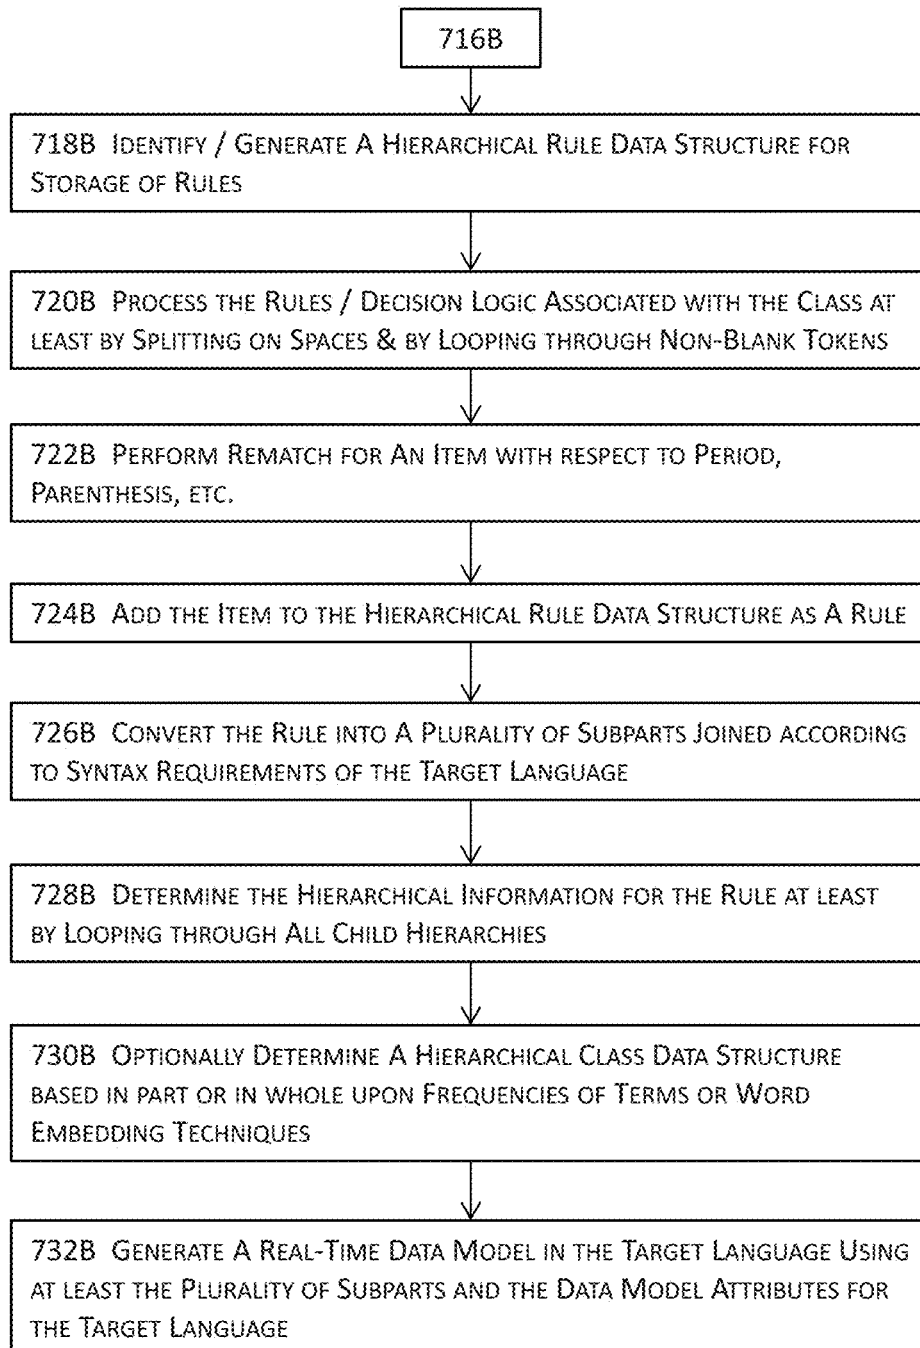 716B
718B Identify / Generate A Hierarchical Rule Data Structure for
Storage of Rules
720B Process the Rules / Decision Logic Associated with the Class at
least by Splitting on Spaces & by Looping through Non-Blank Tokens
722B Perform Rematch for An Item with respect to Period,
Parenthesis, etc.
724B Add the Item to the Hierarchical Rule Data Structure as A Rule
726B Convert the Rule into A Plurality of Subparts Joined according
to Syntax Requirements of the Target Language
728B Determine the Hierarchical Information for the Rule at least
by Looping through All Child Hierarchies
730B Optionally Determine A Hierarchical Class Data Structure
based in part or in whole upon Frequencies of Terms or Word
Embedding Techniques
732B Generate A Real-Time Data Model in the Target Language Using
at least the Plurality of Subparts and the Data Model Attributes for
the Target Language